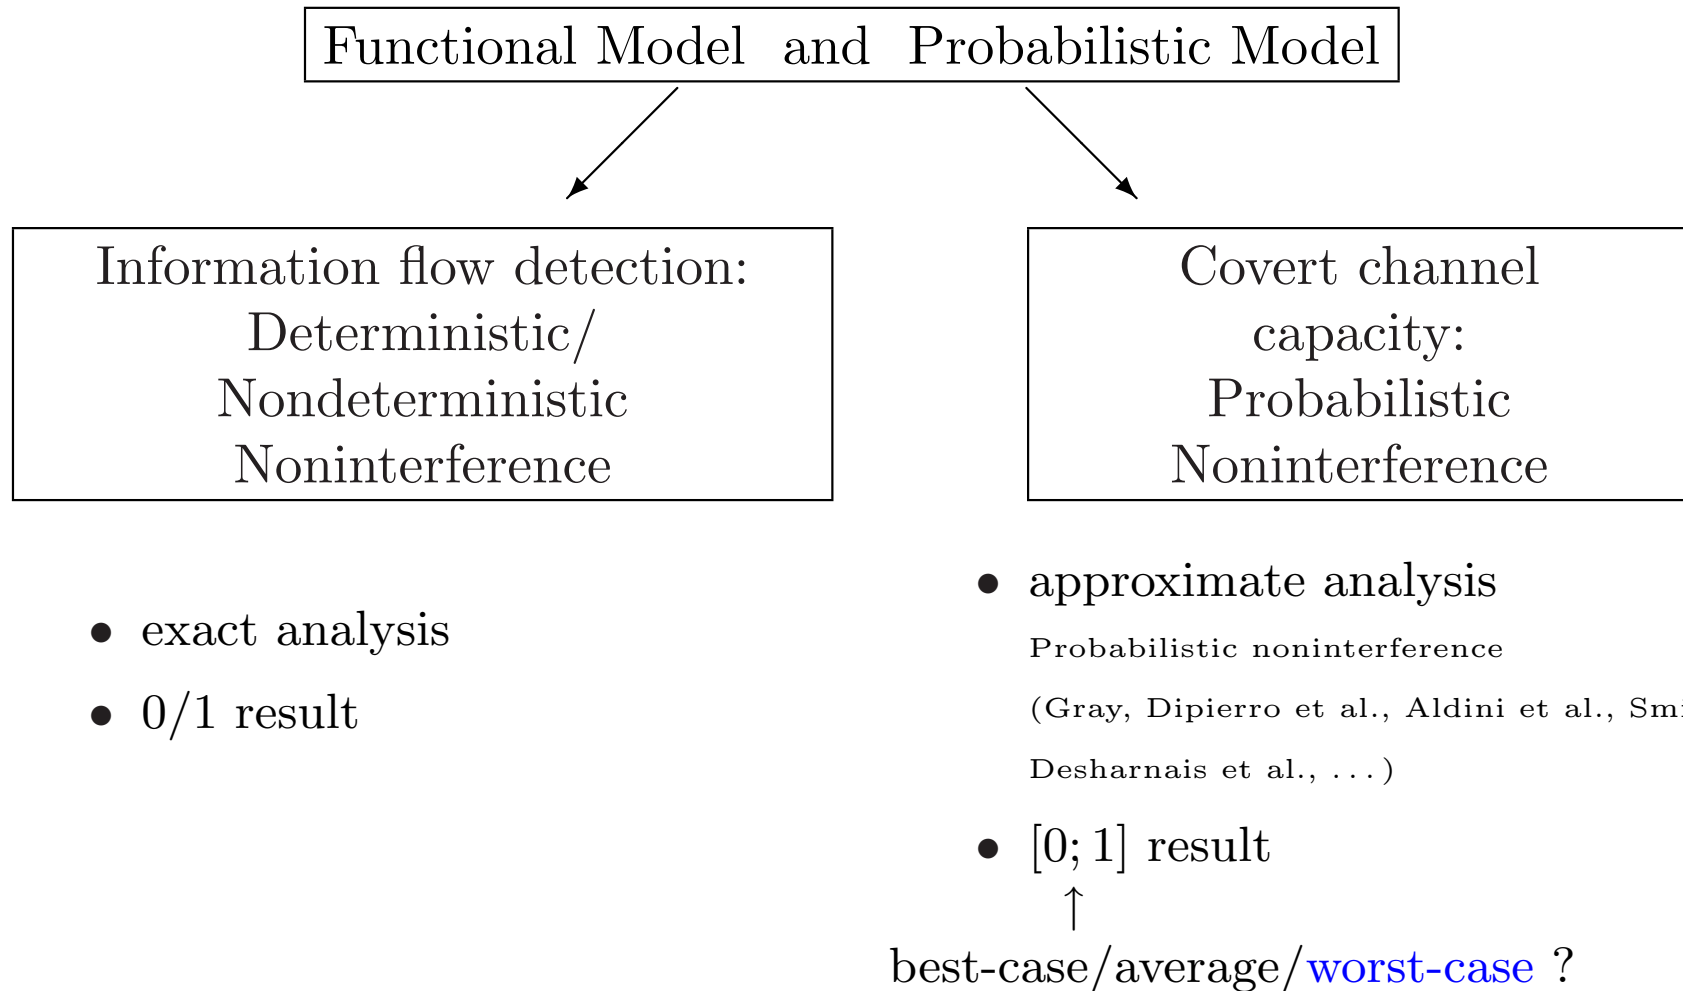 Functional Model and Probabilistic Model
Information flow detection:
Deterministic/
Nondeterministic
Noninterference
• exact analysis
• 0/1 result
Covert channel
capacity:
Probabilistic
Noninterference
• approximate analysis
Probabilistic noninterference
(Gray, Dipierro et al., Aldini et al.,
Desharnais et al., . . . )
• [0; 1] result
↑
best-case/average/worst-case ?